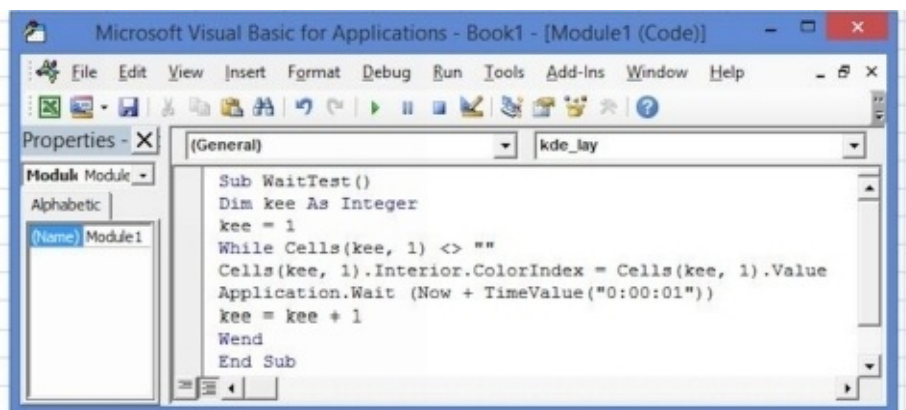 Microsoft Visual Basic for Applications - Book1 - [Module1 (Code)]
File Edit View Insert Format Debug Run Tools Add-Ins Window Help
Properties - X
(General) kde_lay
Modulε Module
Alphabetic
(Name) Module1
Sub WaitTest()
Dim kee As Integer
kee = 1
While Cells(kee, 1) <> ""
Cells(kee, 1).Interior.ColorIndex = Cells(kee, 1).Value
Application.Wait (Now + TimeValue("0:00:01"))
kee = kee + 1
Wend
End Sub